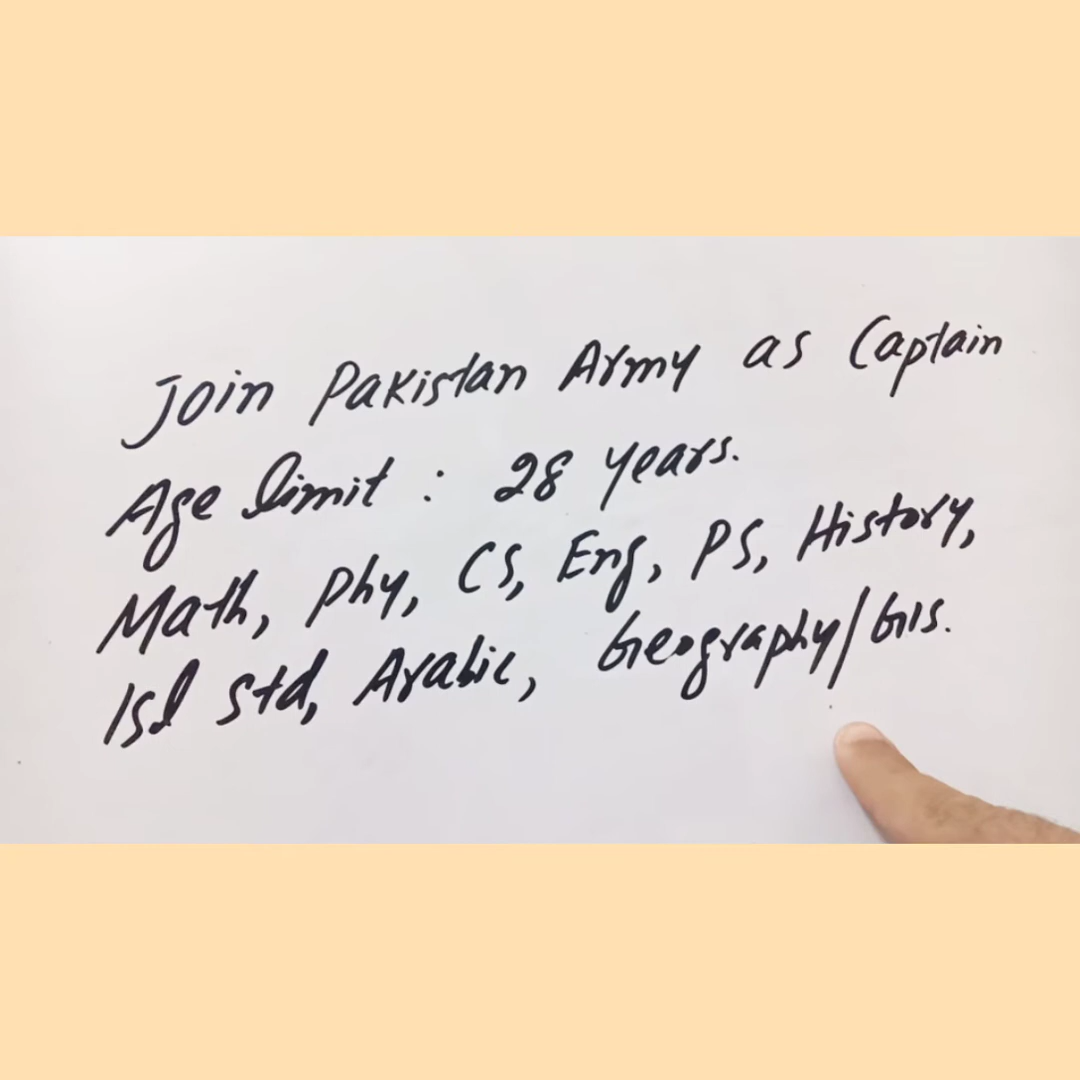 Join Pakistan Army as Captain
Age limit : 28 years.
Math, Phy, CS, Eng, PS, History,
Isl Std, Arabic, Geography/GIS.